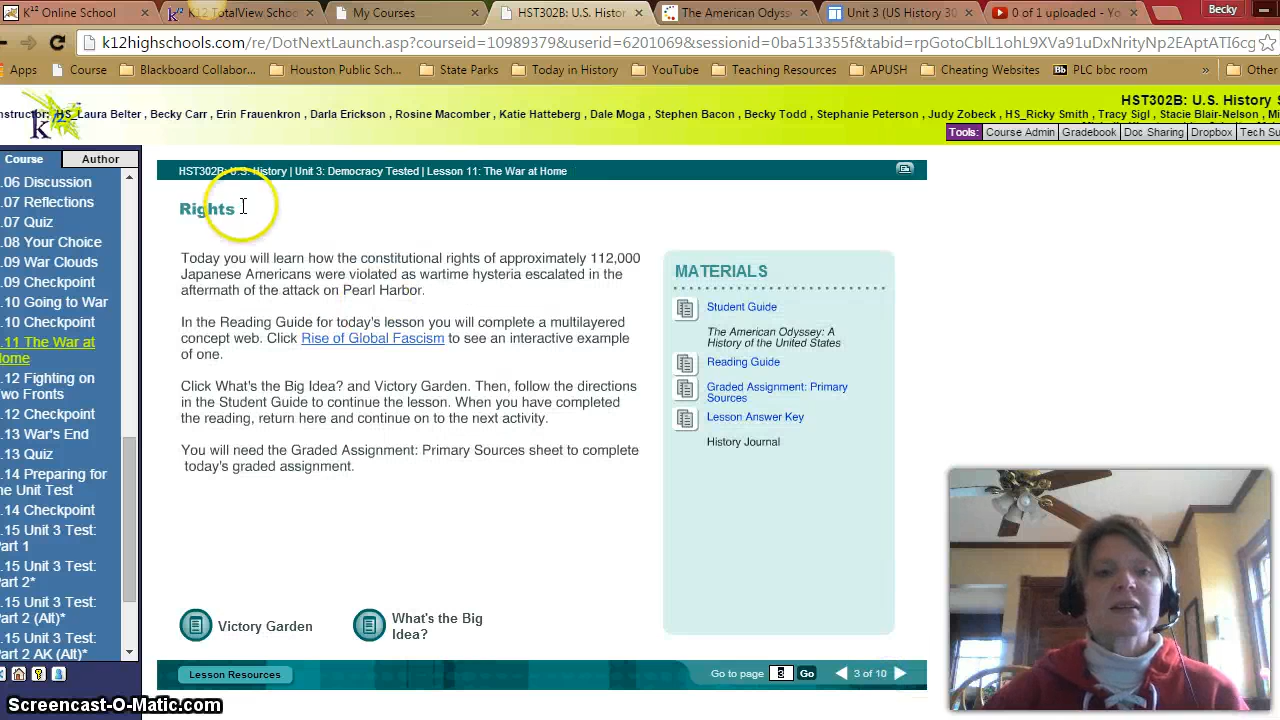 K¹² Online School
K12 TotalView Schoo
My Courses
HST302B: U.S. Histor
The American Odyss
Unit 3 (US History 30
0 of 1 uploaded - Yo
Becky
k12highschools.com/re/DotNextLaunch.asp?courseid=10989379&userid=6201069&sessionid=0ba513355f&tabid=rpGotoCblL1ohL9XVa91uDxNrityNp2EAptATI6cg
Apps
Course
Blackboard Collabor...
Houston Public Sch...
State Parks
Today in History
YouTube
Teaching Resources
APUSH
Cheating Websites
Bb PLC bbc room
»
Other
HST302B: U.S. History S
nstructor: HS_Laura Belter , Becky Carr , Erin Frauenkron , Darla Erickson , Rosine Macomber , Katie Hatteberg , Dale Moga , Stephen Bacon , Becky Todd , Stephanie Peterson , Judy Zobeck , HS_Ricky Smith , Tracy Sigl , Stacie Blair-Nelson , Mi
k12
Tools: Course Admin Gradebook Doc Sharing Dropbox Tech Su
Course Author
.06 Discussion
.07 Reflections
.07 Quiz
.08 Your Choice
.09 War Clouds
.09 Checkpoint
.10 Going to War
.10 Checkpoint
.11 The War at
Home
.12 Fighting on
Two Fronts
.12 Checkpoint
.13 War's End
.13 Quiz
.14 Preparing for
he Unit Test
.14 Checkpoint
.15 Unit 3 Test:
Part 1
.15 Unit 3 Test:
Part 2*
.15 Unit 3 Test:
Part 2 (Alt)*
.15 Unit 3 Test:
Part 2 AK (Alt)*
HST302B: U.S. History | Unit 3: Democracy Tested | Lesson 11: The War at Home
Rights
Today you will learn how the constitutional rights of approximately 112,000
Japanese Americans were violated as wartime hysteria escalated in the
aftermath of the attack on Pearl Harbor.
In the Reading Guide for today's lesson you will complete a multilayered
concept web. Click Rise of Global Fascism to see an interactive example
of one.
Click What's the Big Idea? and Victory Garden. Then, follow the directions
in the Student Guide to continue the lesson. When you have completed
the reading, return here and continue on to the next activity.
You will need the Graded Assignment: Primary Sources sheet to complete
today's graded assignment.
MATERIALS
Student Guide
The American Odyssey: A
History of the United States
Reading Guide
Graded Assignment: Primary
Sources
Lesson Answer Key
History Journal
Victory Garden
What's the Big
Idea?
Lesson Resources
Go to page 3 Go
3 of 10
Screencast-O-Matic.com